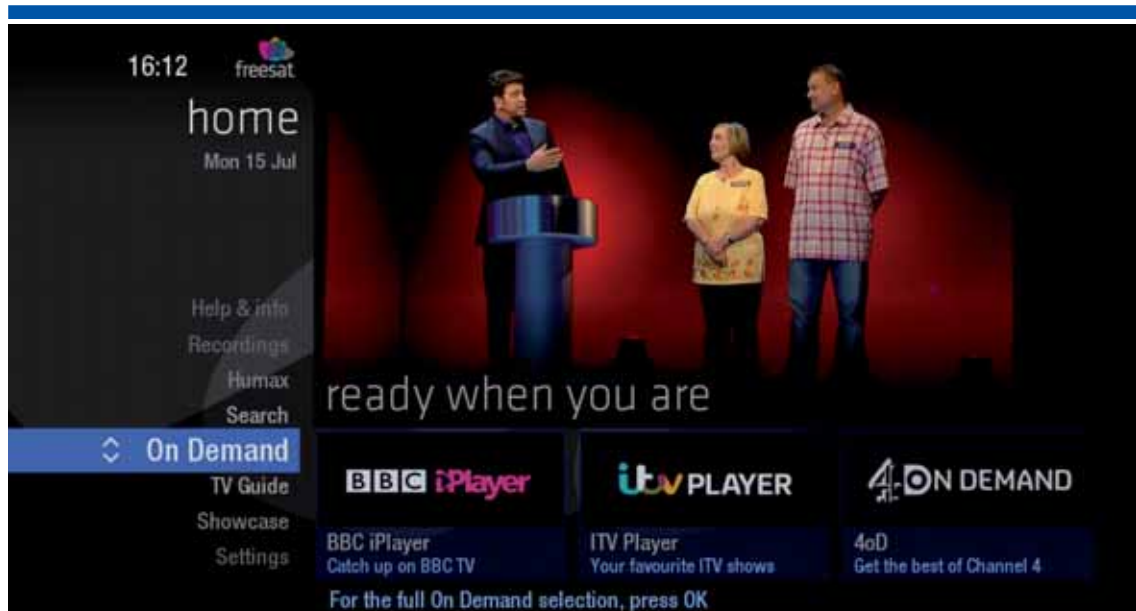 16:12
freesat
home
Mon 15 Jul
Help & info
Recordings
Humax
Search
On Demand
TV Guide
Showcase
Settings
ready when you are
BBC iPlayer
itv PLAYER
4 ON DEMAND
BBC iPlayer
Catch up on BBC TV
ITV Player
Your favourite ITV shows
4oD
Get the best of Channel 4
For the full On Demand selection, press OK